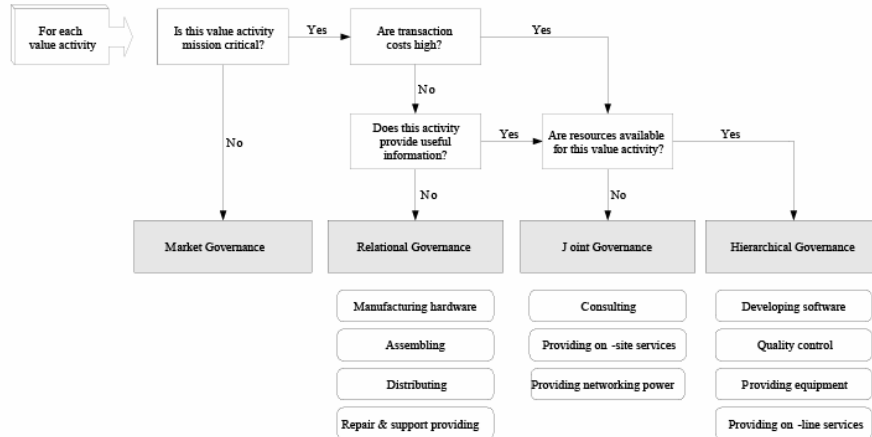 For each
value activity
Is this value activity
mission critical?
Yes
Are transaction
costs high?
Yes
No
No
Does this activity
provide useful
information?
Yes
Are resources available
for this value activity?
Yes
No
No
Market Governance
Relational Governance
J oint Governance
Hierarchical Governance
Manufacturing hardware
Consulting
Developing software
Assembling
Providing on -site services
Quality control
Distributing
Providing networking power
Providing equipment
Repair & support providing
Providing on -line services